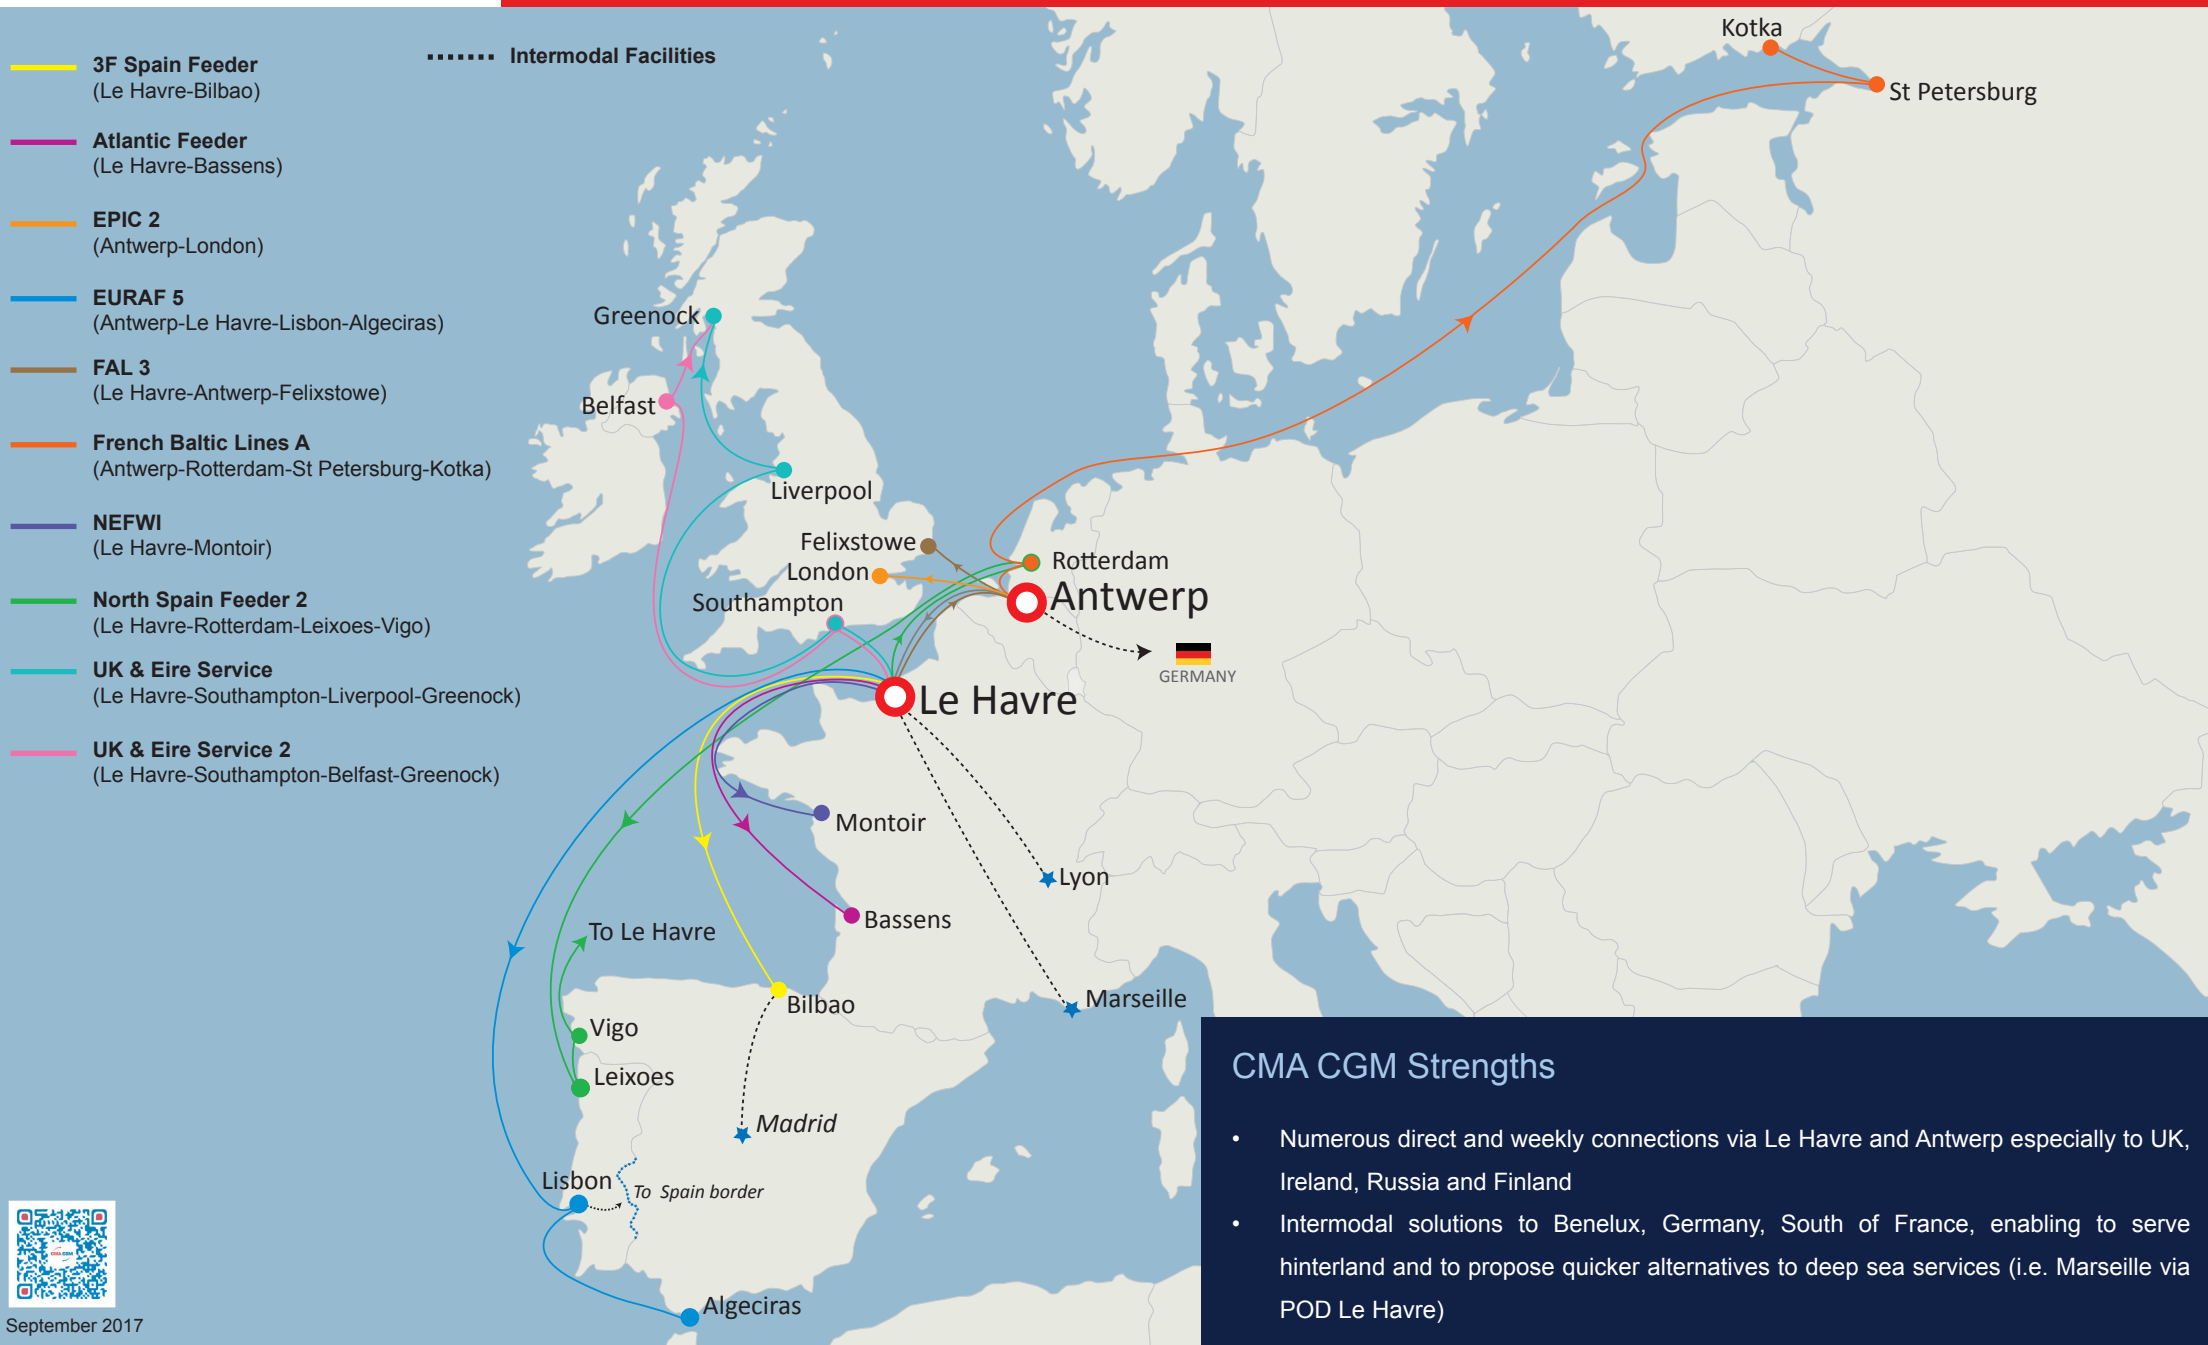 3F Spain Feeder
(Le Havre-Bilbao)
Atlantic Feeder
(Le Havre-Bassens)
EPIC 2
(Antwerp-London)
EURAF 5
(Antwerp-Le Havre-Lisbon-Algeciras)
FAL 3
(Le Havre-Antwerp-Felixstowe)
French Baltic Lines A
(Antwerp-Rotterdam-St Petersburg-Kotka)
NEFWI
(Le Havre-Montoir)
North Spain Feeder 2
(Le Havre-Rotterdam-Leixoes-Vigo)
UK & Eire Service
(Le Havre-Southampton-Liverpool-Greenock)
UK & Eire Service 2
(Le Havre-Southampton-Belfast-Greenock)
Intermodal Facilities
Kotka
St Petersburg
Greenock
Belfast
Liverpool
Felixstowe
London
Southampton
Rotterdam
Antwerp
GERMANY
Le Havre
Montoir
Lyon
Bassens
To Le Havre
Bilbao
Marseille
Vigo
Leixoes
Madrid
Lisbon
To Spain border
Algeciras
CMA CGM
September 2017
CMA CGM Strengths
• Numerous direct and weekly connections via Le Havre and Antwerp especially to UK,
Ireland, Russia and Finland
• Intermodal solutions to Benelux, Germany, South of France, enabling to serve
hinterland and to propose quicker alternatives to deep sea services (i.e. Marseille via
POD Le Havre)